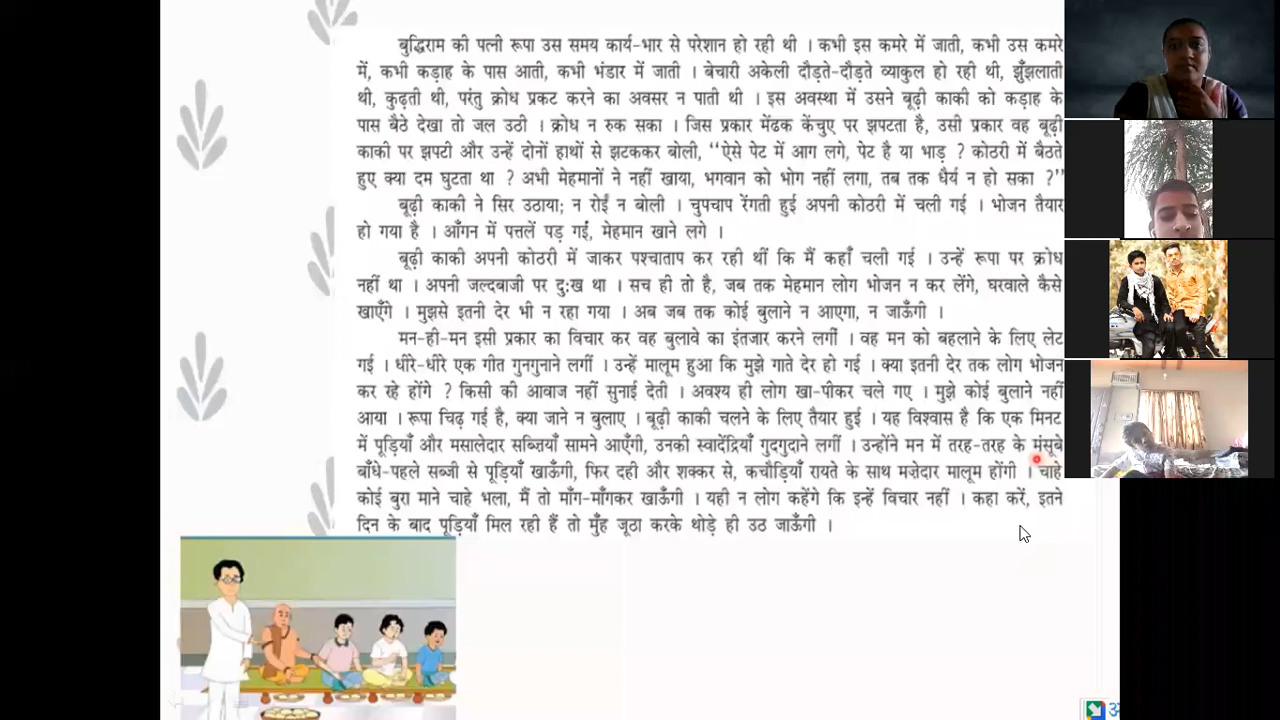 बुद्धिराम की पत्नी रूपा उस समय कार्य-भार से परेशान हो रही थी । कभी इस कमरे में जाती, कभी उस कमरे
में, कभी कड़ाह के पास आती, कभी भंडार में जाती । बेचारी अकेली दौड़ते-दौड़ते व्याकुल हो रही थी, झुँझलाती
थी, कुढ़ती थी, परंतु क्रोध प्रकट करने का अवसर न पाती थी । इस अवस्था में उसने बूढ़ी काकी को कड़ाह के
पास बैठे देखा तो जल उठी । क्रोध न रुक सका । जिस प्रकार मेंढक केंचुए पर झपटता है, उसी प्रकार वह बूढ़ी
काकी पर झपटी और उन्हें दोनों हाथों से झटककर बोली, ‘‘ऐसे पेट में आग लगे, पेट है या भाड़ ? कोठरी में बैठते
हुए क्या दम घुटता था ? अभी मेहमानों ने नहीं खाया, भगवान को भोग नहीं लगा, तब तक धैर्य न हो सका ?’’
बूढ़ी काकी ने सिर उठाया; न रोईं न बोली । चुपचाप रेंगती हुई अपनी कोठरी में चली गई । भोजन तैयार
हो गया है । आँगन में पत्तलें पड़ गईं, मेहमान खाने लगे ।
बूढ़ी काकी अपनी कोठरी में जाकर पश्चाताप कर रही थीं कि मैं कहाँ चली गई । उन्हें रूपा पर क्रोध
नहीं था । अपनी जल्दबाजी पर दुःख था । सच ही तो है, जब तक मेहमान लोग भोजन न कर लेंगे, घरवाले कैसे
खाएँगे । मुझसे इतनी देर भी न रहा गया । अब जब तक कोई बुलाने न आएगा, न जाऊँगी ।
मन-ही-मन इसी प्रकार का विचार कर वह बुलावे का इंतजार करने लगीं । वह मन को बहलाने के लिए लेट
गई । धीरे-धीरे एक गीत गुनगुनाने लगीं । उन्हें मालूम हुआ कि मुझे गाते देर हो गई । क्या इतनी देर तक लोग भोजन
कर रहे होंगे ? किसी की आवाज नहीं सुनाई देती । अवश्य ही लोग खा-पीकर चले गए । मुझे कोई बुलाने नहीं
आया । रूपा चिढ़ गई है, क्या जाने न बुलाए । बूढ़ी काकी चलने के लिए तैयार हुई । यह विश्वास है कि एक मिनट
में पूड़ियाँ और मसालेदार सब्जियाँ सामने आएँगी, उनकी स्वादेंद्रियाँ गुदगुदाने लगीं । उन्होंने मन में तरह-तरह के मंसूबे
बाँधे-पहले सब्जी से पूड़ियाँ खाऊँगी, फिर दही और शक्कर से, कचौड़ियाँ रायते के साथ मज़ेदार मालूम होंगी । चाहे
कोई बुरा माने चाहे भला, मैं तो माँग-माँगकर खाऊँगी । यही न लोग कहेंगे कि इन्हें विचार नहीं । कहा करें, इतने
दिन के बाद पूड़ियाँ मिल रही हैं तो मुँह जूठा करके थोड़े ही उठ जाऊँगी ।